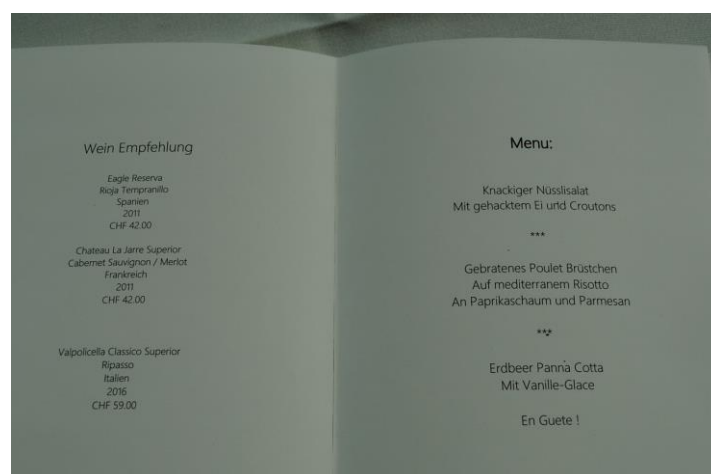 Wein Empfehlung
Eagle Reserva
Rioja Tempranillo
Spanien
2011
CHF 42.00
Chateau La Jarre Superior
Cabernet Sauvignon / Merlot
Frankreich
2011
CHF 42.00
Valpolicella Classico Superior
Ripasso
Italien
2016
CHF 59.00
Menu:
Knackiger Nüsslisalat
Mit gehacktem Ei und Croutons
***
Gebratenes Poulet Brüstchen
Auf mediterranem Risotto
An Paprikaschaum und Parmesan
***
Erdbeer Panna Cotta
Mit Vanille-Glace
En Guete !